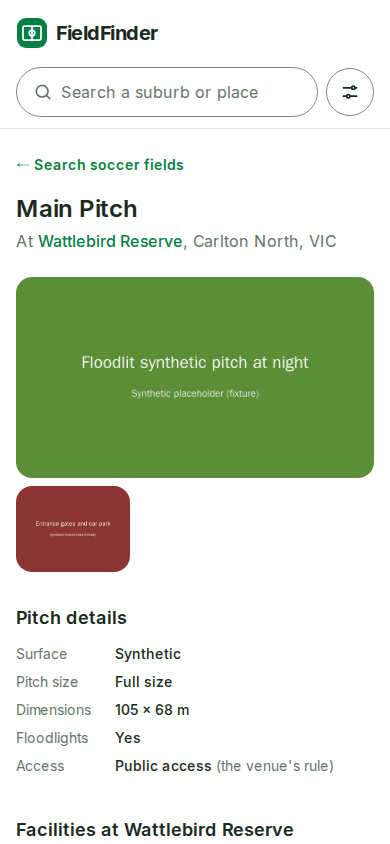 FieldFinder
Search a suburb or place
← Search soccer fields
Main Pitch
At Wattlebird Reserve, Carlton North, VIC
Floodlit synthetic pitch at night
Synthetic placeholder (fixture)
Entrance gates and car park
Synthetic placeholder (fixture)
Pitch details
Surface Synthetic
Pitch size Full size
Dimensions 105 × 68 m
Floodlights Yes
Access Public access (the venue's rule)
Facilities at Wattlebird Reserve